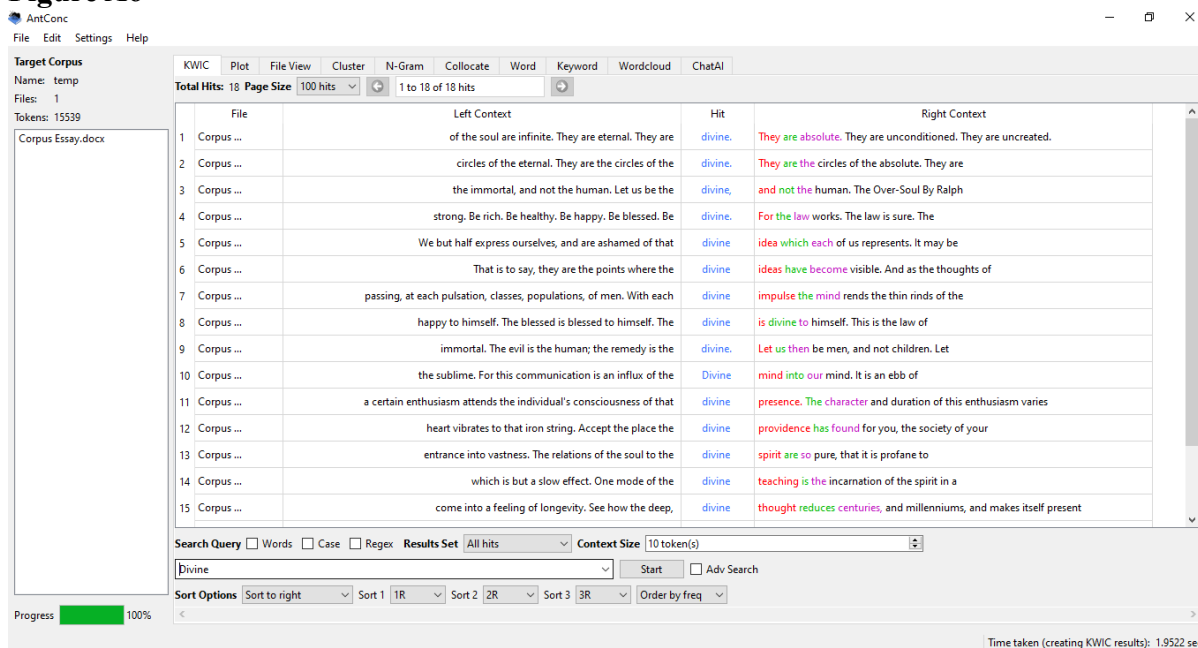 AntConc
File Edit Settings Help
Target Corpus
Name: temp
Files: 1
Tokens: 15539
Corpus Essay.docx
KWIC Plot File View Cluster N-Gram Collocate Word Keyword Wordcloud ChatAI
Total Hits: 18 Page Size 100 hits 1 to 18 of 18 hits
File Left Context Hit Right Context
1 Corpus ... of the soul are infinite. They are eternal. They are divine. They are absolute. They are unconditioned. They are uncreated.
2 Corpus ... circles of the eternal. They are the circles of the divine. They are the circles of the absolute. They are
3 Corpus ... the immortal, and not the human. Let us be the divine, and not the human. The Over-Soul By Ralph
4 Corpus ... strong. Be rich. Be healthy. Be happy. Be blessed. Be divine. For the law works. The law is sure. The
5 Corpus ... We but half express ourselves, and are ashamed of that divine idea which each of us represents. It may be
6 Corpus ... That is to say, they are the points where the divine ideas have become visible. And as the thoughts of
7 Corpus ... passing, at each pulsation, classes, populations, of men. With each divine impulse the mind rends the thin rinds of the
8 Corpus ... happy to himself. The blessed is blessed to himself. The divine is divine to himself. This is the law of
9 Corpus ... immortal. The evil is the human; the remedy is the divine. Let us then be men, and not children. Let
10 Corpus ... the sublime. For this communication is an influx of the Divine mind into our mind. It is an ebb of
11 Corpus ... a certain enthusiasm attends the individual's consciousness of that divine presence. The character and duration of this enthusiasm varies
12 Corpus ... heart vibrates to that iron string. Accept the place the divine providence has found for you, the society of your
13 Corpus ... entrance into vastness. The relations of the soul to the divine spirit are so pure, that it is profane to
14 Corpus ... which is but a slow effect. One mode of the divine teaching is the incarnation of the spirit in a
15 Corpus ... come into a feeling of longevity. See how the deep, divine thought reduces centuries, and millenniums, and makes itself present
Search Query Words Case Regex Results Set All hits Context Size 10 token(s)
Divine Start Adv Search
Sort Options Sort to right Sort 1 1R Sort 2 2R Sort 3 3R Order by freq
Progress 100%
Time taken (creating KWIC results): 1.9522 se